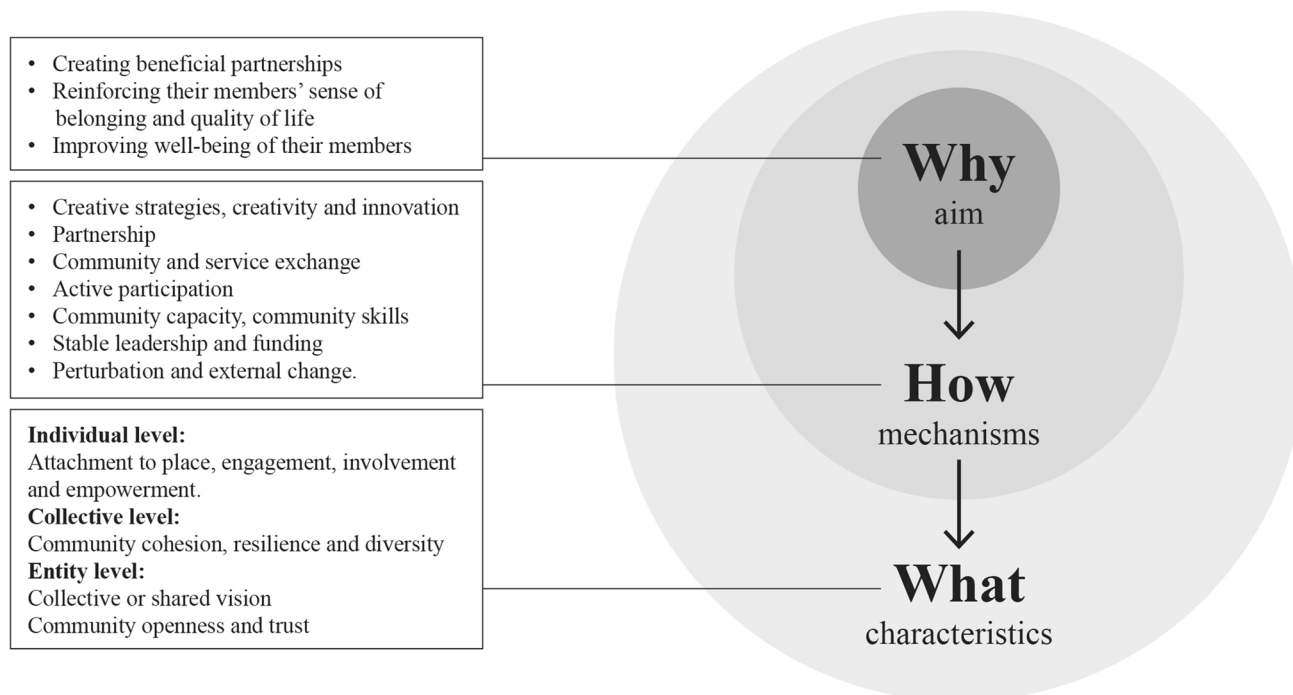 • Creating beneficial partnerships
• Reinforcing their members’ sense of
belonging and quality of life
• Improving well-being of their members
• Creative strategies, creativity and innovation
• Partnership
• Community and service exchange
• Active participation
• Community capacity, community skills
• Stable leadership and funding
• Perturbation and external change.
Individual level:
Attachment to place, engagement, involvement
and empowerment.
Collective level:
Community cohesion, resilience and diversity
Entity level:
Collective or shared vision
Community openness and trust
Why
aim
How
mechanisms
What
characteristics